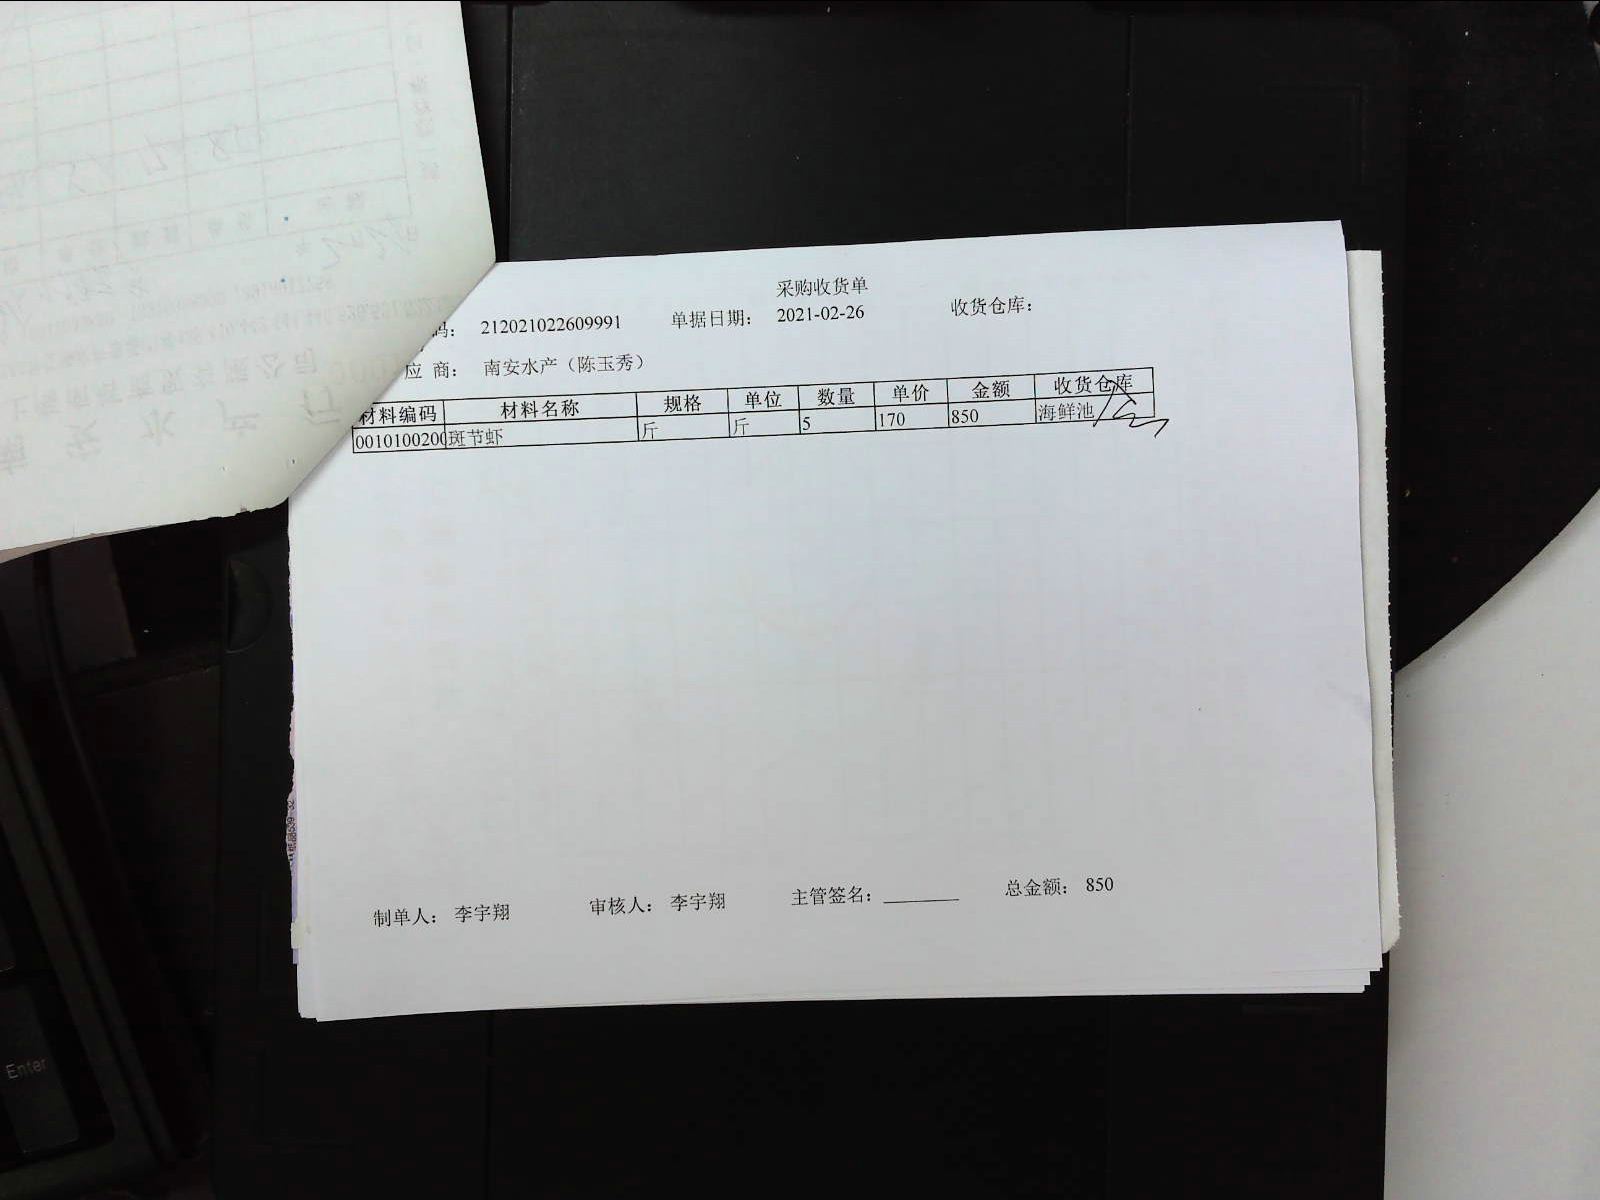 采购收货单
码： 212021022609991 单据日期： 2021-02-26 收货仓库：
应 商： 南安水产（陈玉秀）
材料编码 材料名称 规格 单位 数量 单价 金额 收货仓库
0010100200 斑节虾 斤 斤 5 170 850 海鲜池
制单人： 李宇翔 审核人： 李宇翔 主管签名： 总金额： 850
Enter